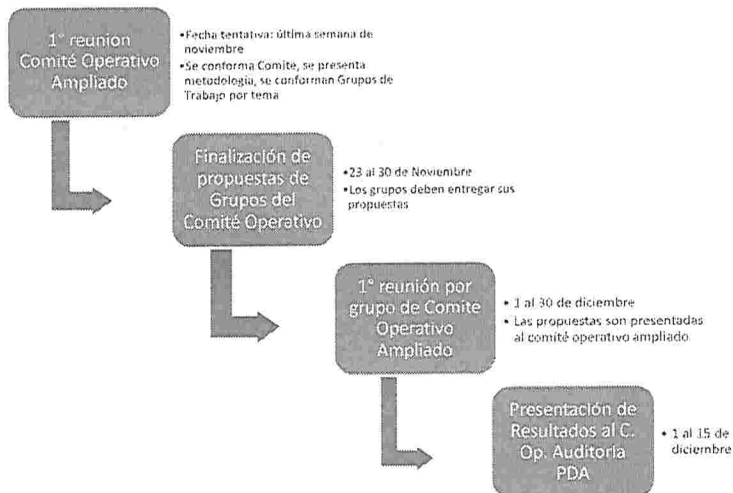 1° reunion
Comité Operativo
Ampliado
•Fecha tentativa: última semana de
noviembre
•Se conforma Comite, se presenta
metodologia, se conforman Grupos de
Trabajo por tema
Finalización de
propuestas de
Grupos del
Comité Operativo
•23 al 30 de Noviembre
•Los grupos deben entregar sus
propuestas
1° reunión por
grupo de Comite
Operativo
Ampliado
• 1 al 30 de diciembre
• Las propuestas son presentadas
al comité operativo ampliado
Presentación de
Resultados al C.
Op. Auditoria
PDA
• 1 al 15 de
diciembre